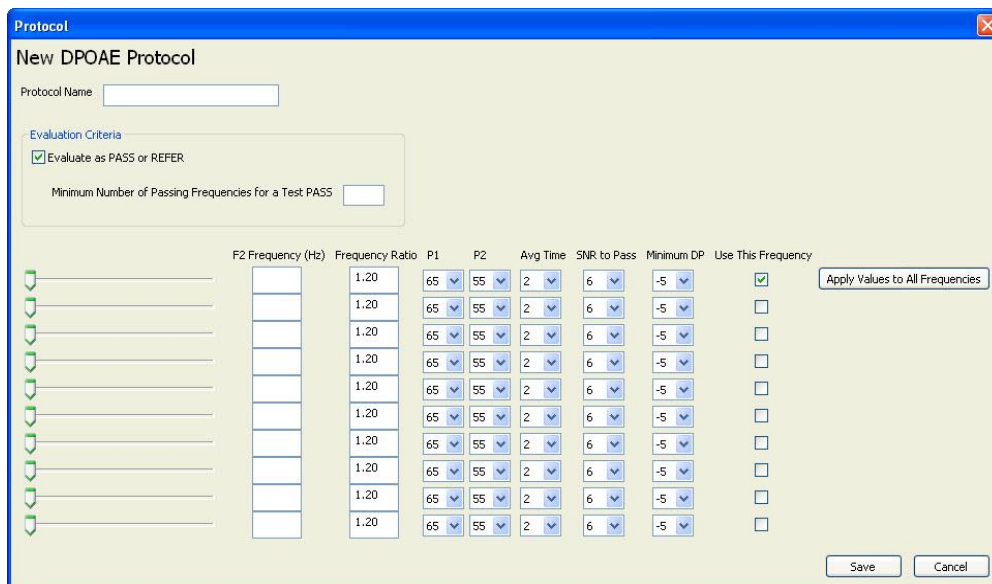 Protocol
New DPOAE Protocol
Protocol Name
Evaluation Criteria
Evaluate as PASS or REFER
Minimum Number of Passing Frequencies for a Test PASS
F2 Frequency (Hz) Frequency Ratio P1 P2 Avg Time SNR to Pass Minimum DP Use This Frequency
1.20 65 55 2 6 -5 Apply Values to All Frequencies
1.20 65 55 2 6 -5
1.20 65 55 2 6 -5
1.20 65 55 2 6 -5
1.20 65 55 2 6 -5
1.20 65 55 2 6 -5
1.20 65 55 2 6 -5
1.20 65 55 2 6 -5
1.20 65 55 2 6 -5
1.20 65 55 2 6 -5
Save Cancel